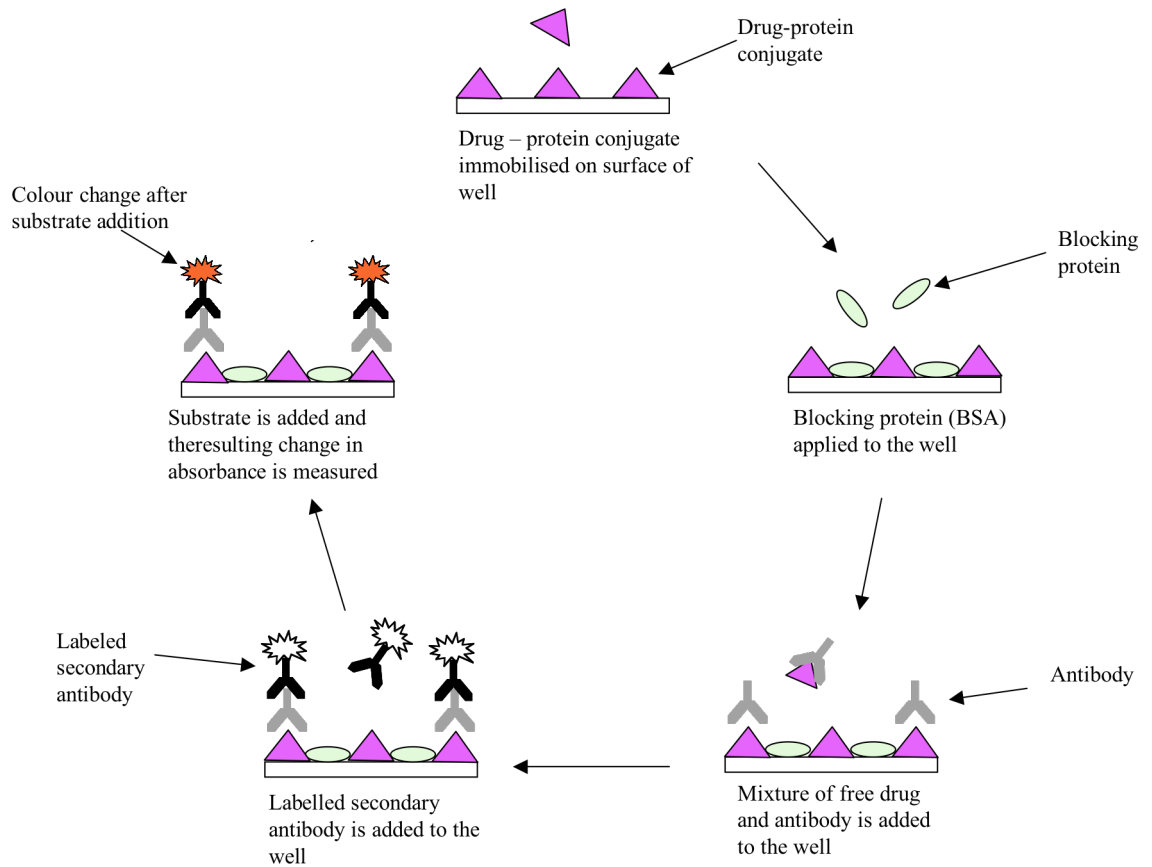 Drug-protein
conjugate
Drug – protein conjugate
immobilised on surface of
well
Blocking
protein
Blocking protein (BSA)
applied to the well
Antibody
Mixture of free drug
and antibody is added
to the well
Labeled
secondary
antibody
Labelled secondary
antibody is added to the
well
Colour change after
substrate addition
Substrate is added and
theresulting change in
absorbance is measured